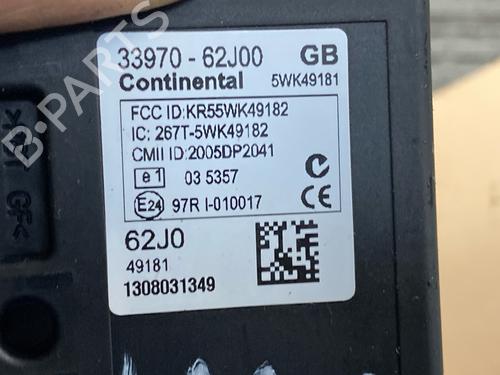 33970 - 62J00 GB
Continental 5WK49181
FCC ID:KR55WK49182
IC: 267T-5WK49182
CMII ID:2005DP2041
e1 03 5357
E24 97R I-010017 CE
62J0
49181
1308031349
B-PARTS